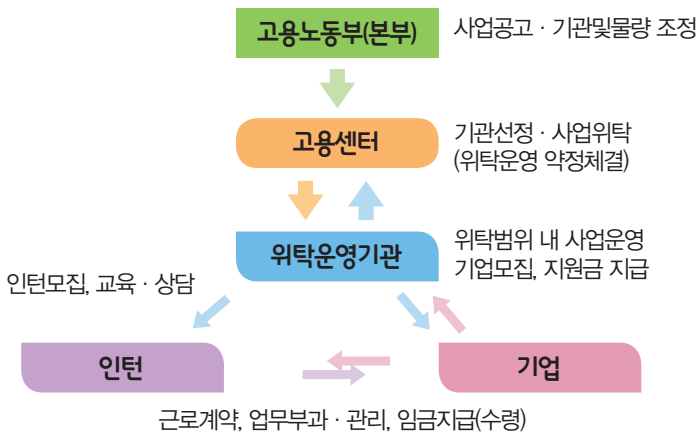 고용노동부(본부)
사업공고 · 기관및물량 조정
고용센터
기관선정 · 사업위탁
(위탁운영 약정체결)
위탁운영기관
위탁범위 내 사업운영
기업모집, 지원금 지급
인턴모집, 교육 · 상담
인턴
기업
근로계약, 업무부과 · 관리, 임금지급(수령)